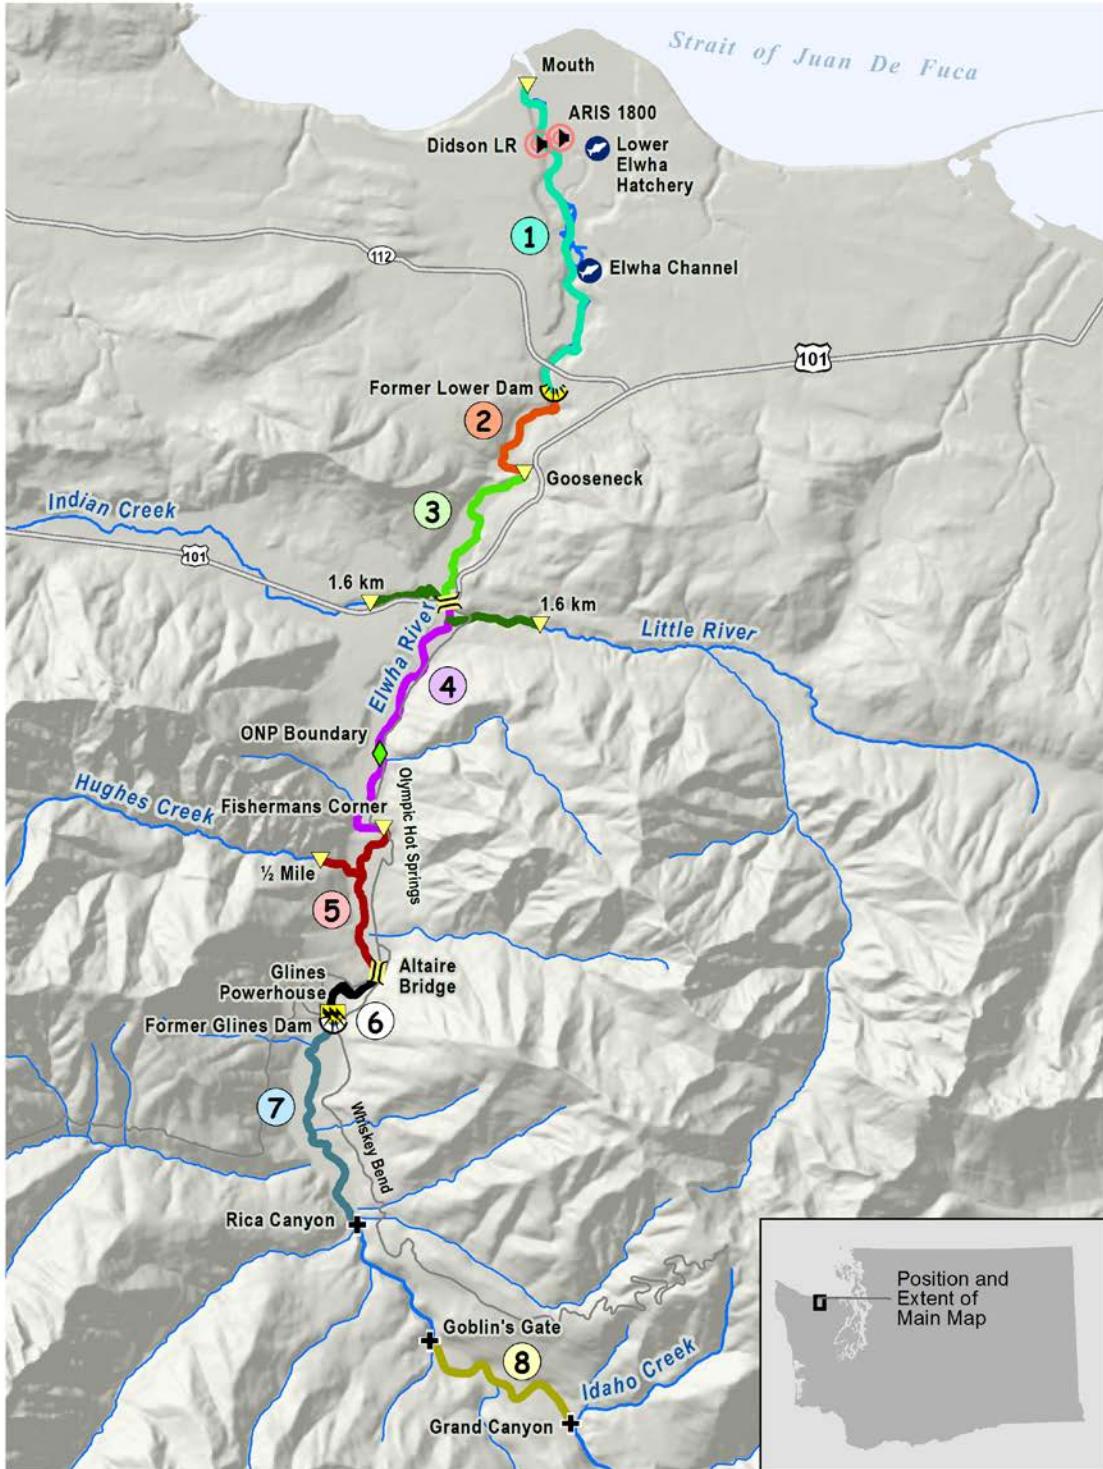 Strait of Juan De Fuca
Mouth
ARIS 1800
Didson LR
Lower
Elwha
Hatchery
1
112
Elwha Channel
101
Former Lower Dam
2
Gooseneck
Indian Creek
3
101
1.6 km
1.6 km
Elwha River
Little River
4
ONP Boundary
Olympic Hot Springs
Hughes Creek
Fishermans Corner
½ Mile
5
Glines
Powerhouse
Altaire
Bridge
Former Glines Dam
6
7
Whiskey Bend
Rica Canyon
Position and
Extent of
Main Map
Goblin's Gate
8
Idaho Creek
Grand Canyon